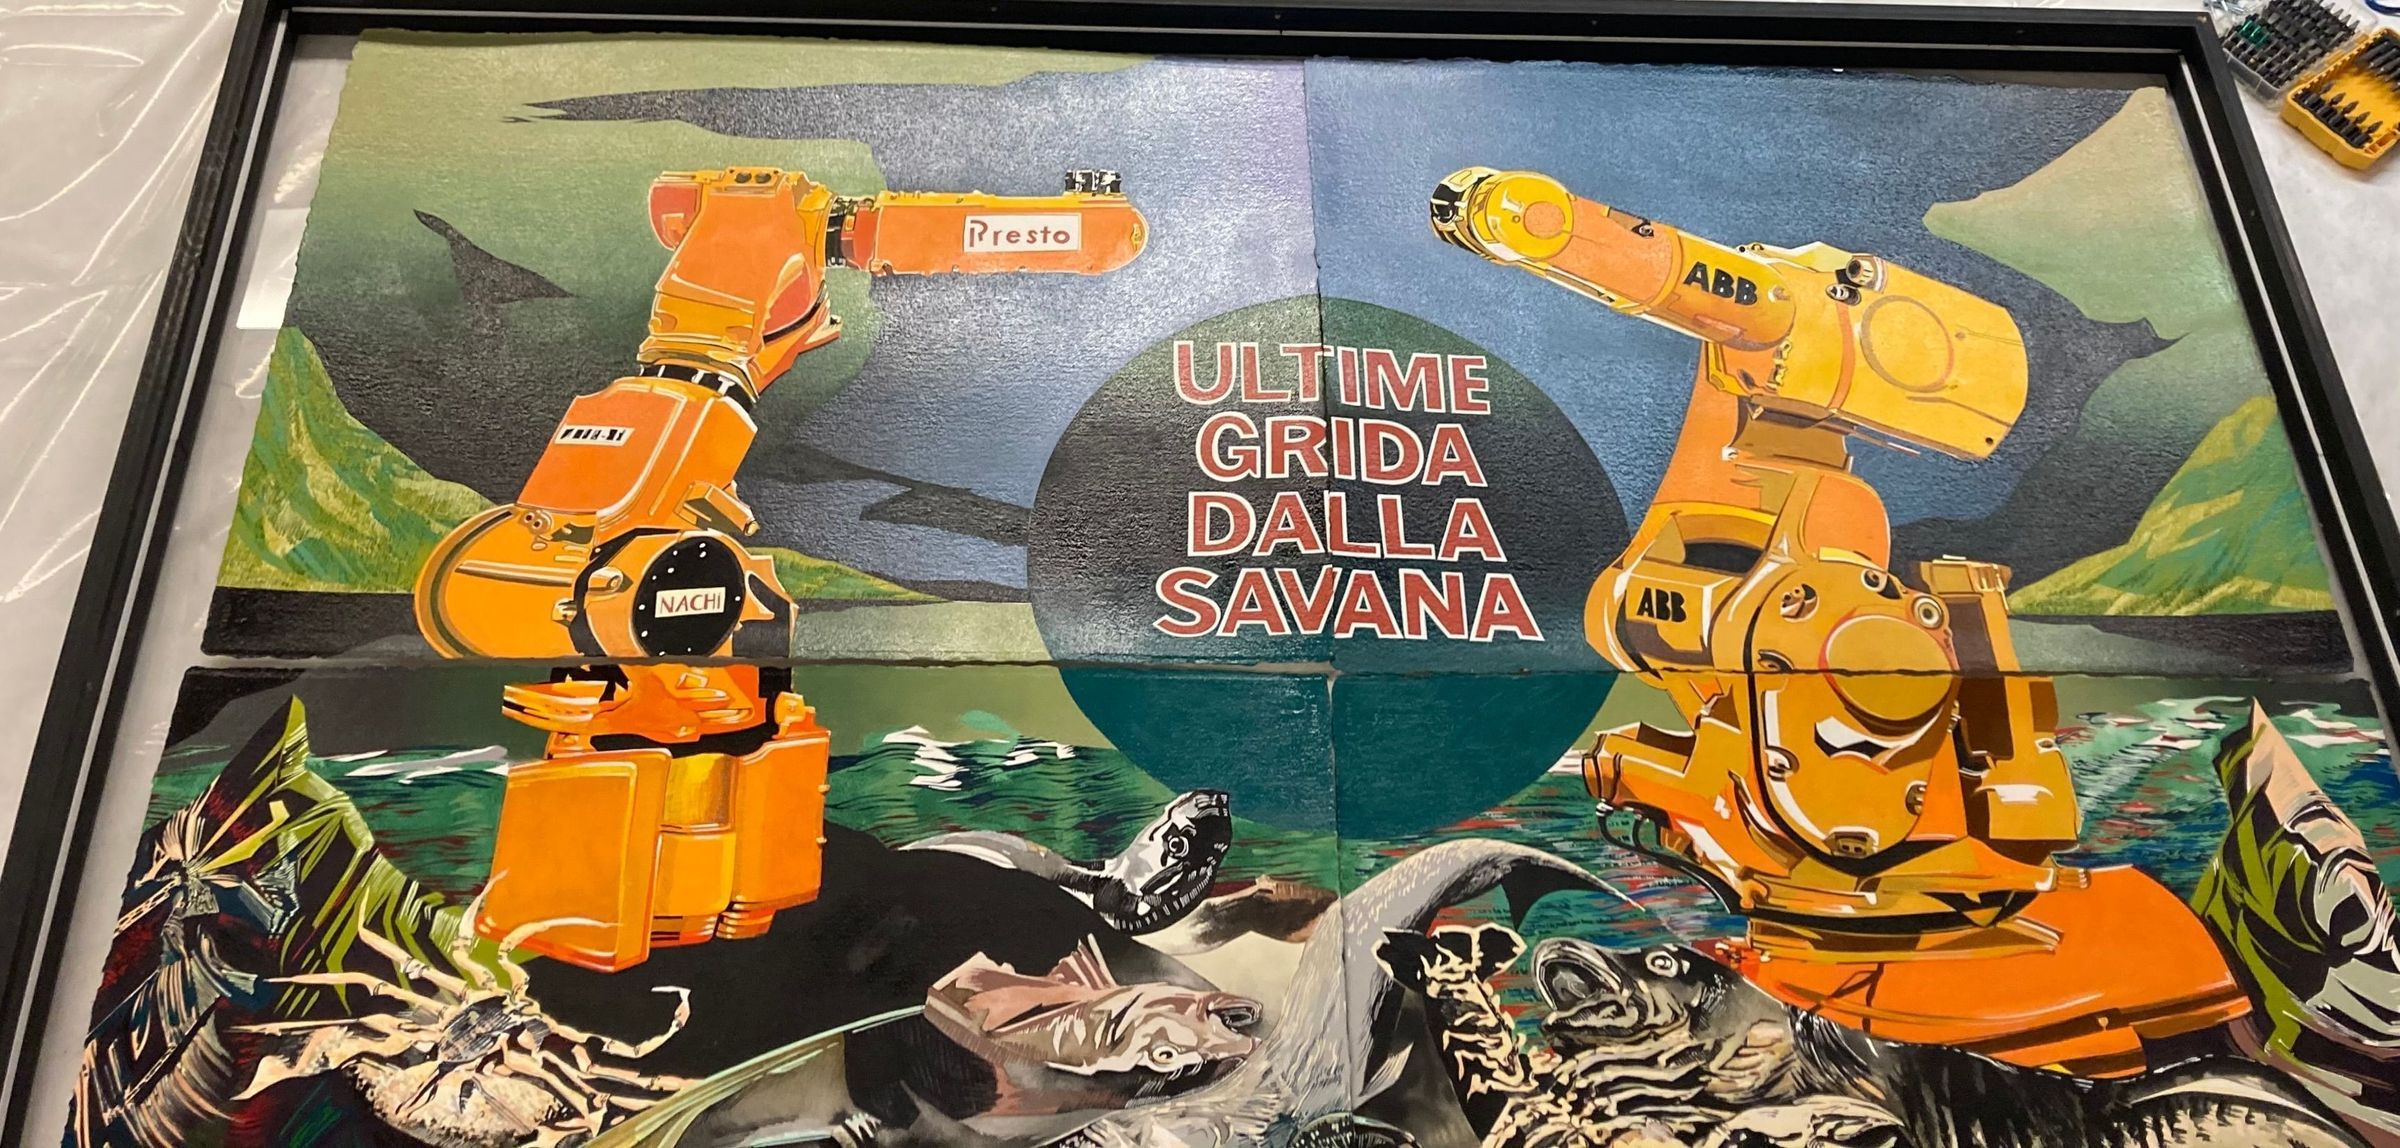 Presto
ABB
ULTIME
GRIDA
DALLA
SAVANA
NACHI
ABB